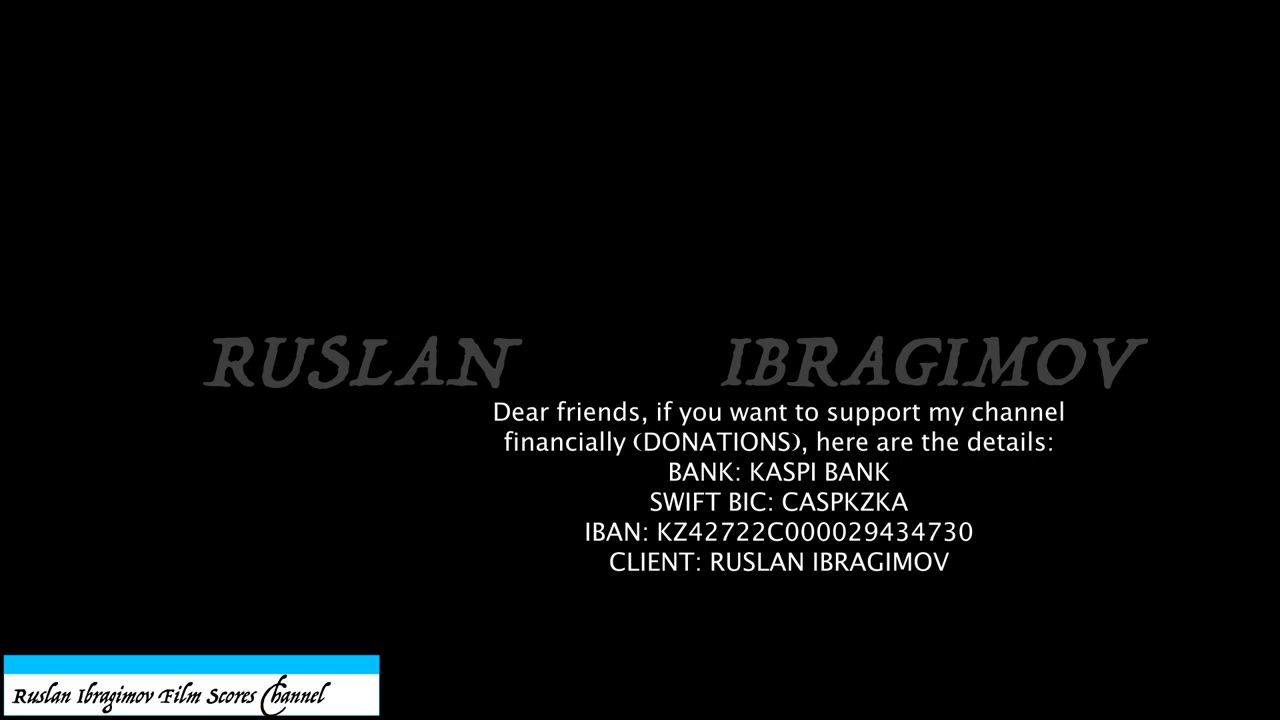 RUSLAN IBRAGIMOV
Dear friends, if you want to support my channel
financially (DONATIONS), here are the details:
BANK: KASPI BANK
SWIFT BIC: CASPKZKA
IBAN: KZ42722C000029434730
CLIENT: RUSLAN IBRAGIMOV
Ruslan Ibragimov Film Scores Channel